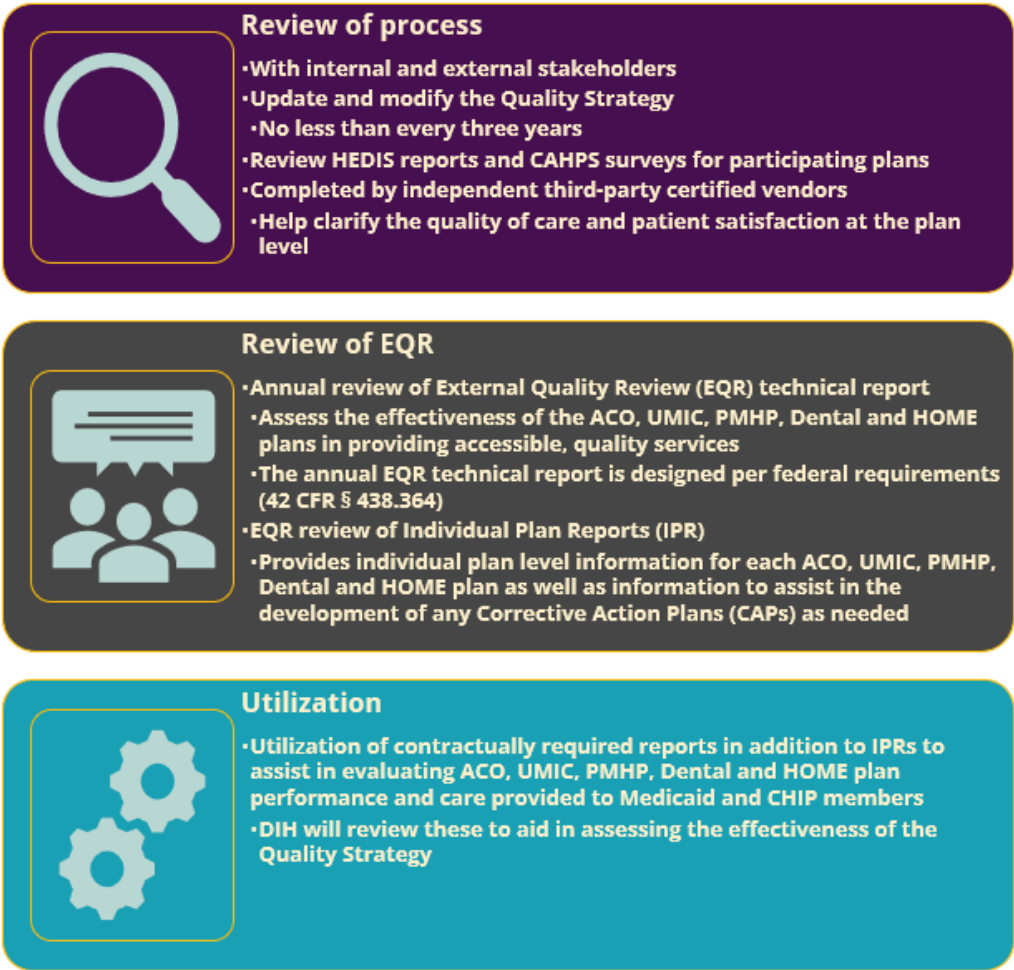 Review of process
•With internal and external stakeholders
•Update and modify the Quality Strategy
•No less than every three years
•Review HEDIS reports and CAHPS surveys for participating plans
•Completed by independent third-party certified vendors
•Help clarify the quality of care and patient satisfaction at the plan
level
Review of EQR
•Annual review of External Quality Review (EQR) technical report
•Assess the effectiveness of the ACO, UMIC, PMHP, Dental and HOME
plans in providing accessible, quality services
•The annual EQR technical report is designed per federal requirements
(42 CFR § 438.364)
•EQR review of Individual Plan Reports (IPR)
•Provides individual plan level information for each ACO, UMIC, PMHP,
Dental and HOME plan as well as information to assist in the
development of any Corrective Action Plans (CAPs) as needed
Utilization
•Utilization of contractually required reports in addition to IPRs to
assist in evaluating ACO, UMIC, PMHP, Dental and HOME plan
performance and care provided to Medicaid and CHIP members
•DIH will review these to aid in assessing the effectiveness of the
Quality Strategy